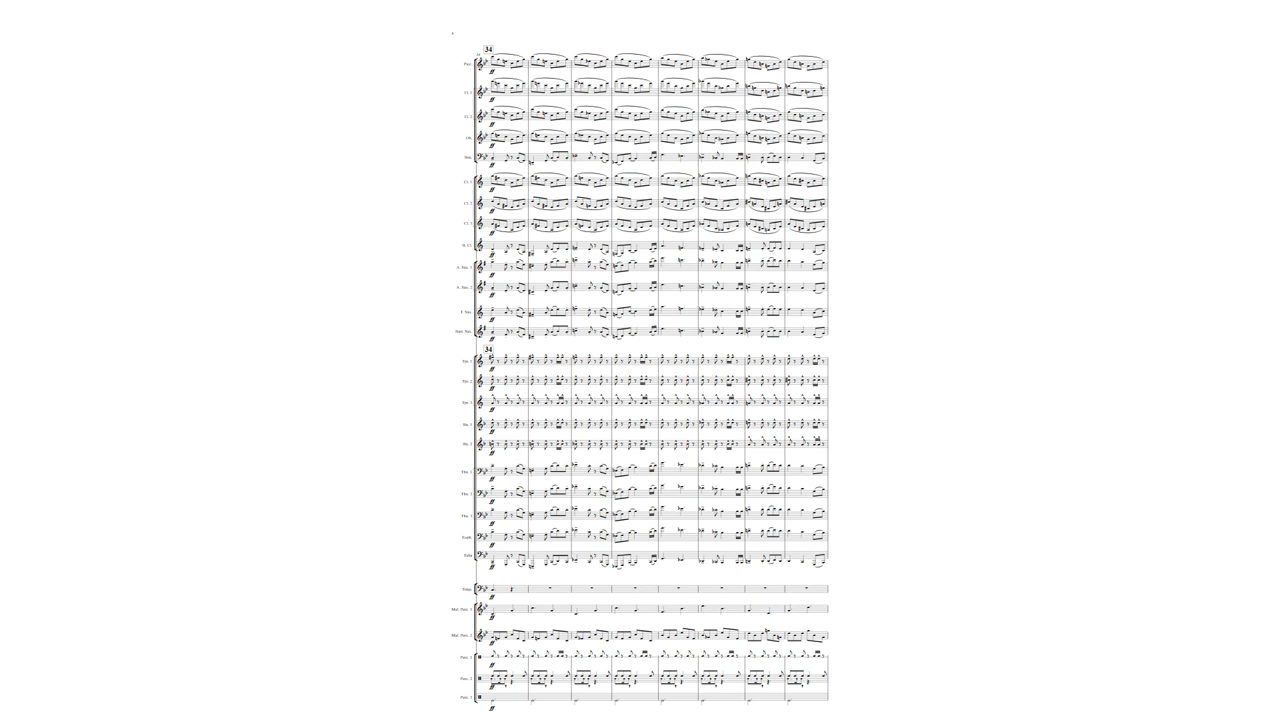 4
34
34
Picc.
Fl. 1
Fl. 2
Ob.
Bsn.
Cl. 1
Cl. 2
Cl. 3
B. Cl.
A. Sax. 1
A. Sax. 2
T. Sax.
Bari. Sax.
34
Tpt. 1
Tpt. 2
Tpt. 3
Hn. 1
Hn. 2
Tbn. 1
Tbn. 2
Tbn. 3
Euph.
Tuba
Timp.
Mal. Perc. 1
Mal. Perc. 2
Perc. 1
Perc. 2
Perc. 3